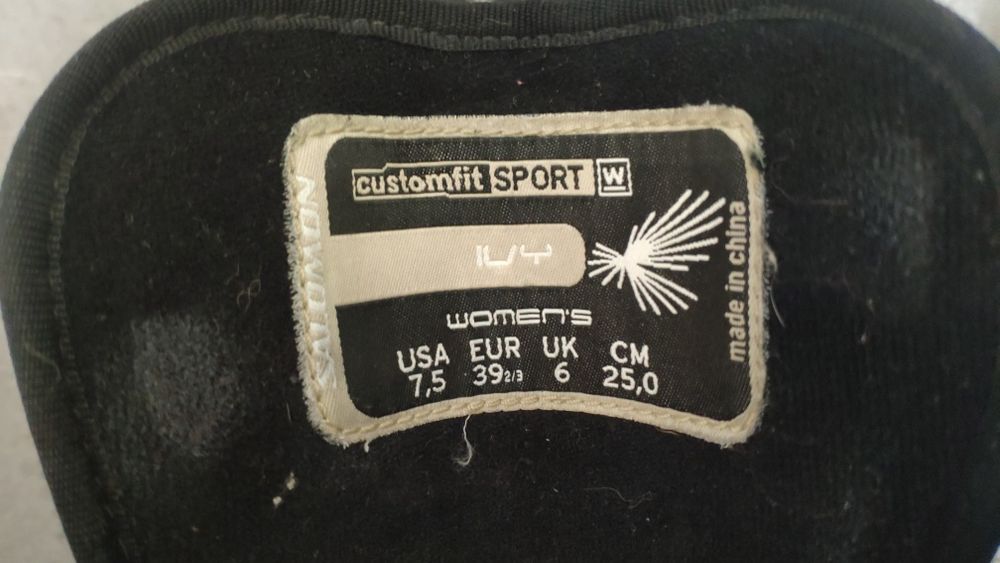 SALOMON
customfit SPORT W
IVY
WOMEN'S
USA EUR UK CM
7,5 39 2/3 6 25,0
made in china